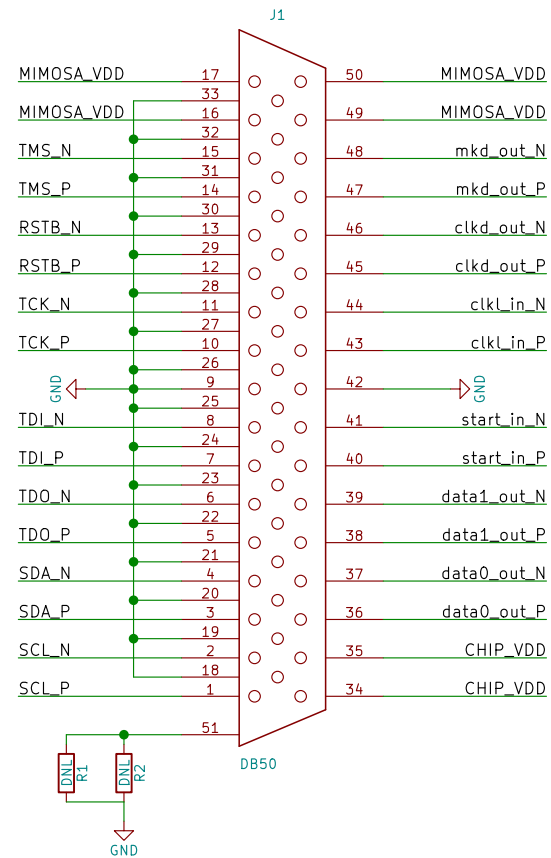 J1
MIMOSA_VDD 17 50 MIMOSA_VDD
33
MIMOSA_VDD 16 49 MIMOSA_VDD
32
TMS_N 15 48 mkd_out_N
31
TMS_P 14 47 mkd_out_P
30
RSTB_N 13 46 clkd_out_N
29
RSTB_P 12 45 clkd_out_P
28
TCK_N 11 44 clkl_in_N
27
TCK_P 10 43 clkl_in_P
26
GND 9 42 GND
25
TDI_N 8 41 start_in_N
24
TDI_P 7 40 start_in_P
23
TDO_N 6 39 data1_out_N
22
TDO_P 5 38 data1_out_P
21
SDA_N 4 37 data0_out_N
20
SDA_P 3 36 data0_out_P
19
SCL_N 2 35 CHIP_VDD
18
SCL_P 1 34 CHIP_VDD
51
DB50
DNL R1 DNL R2
GND